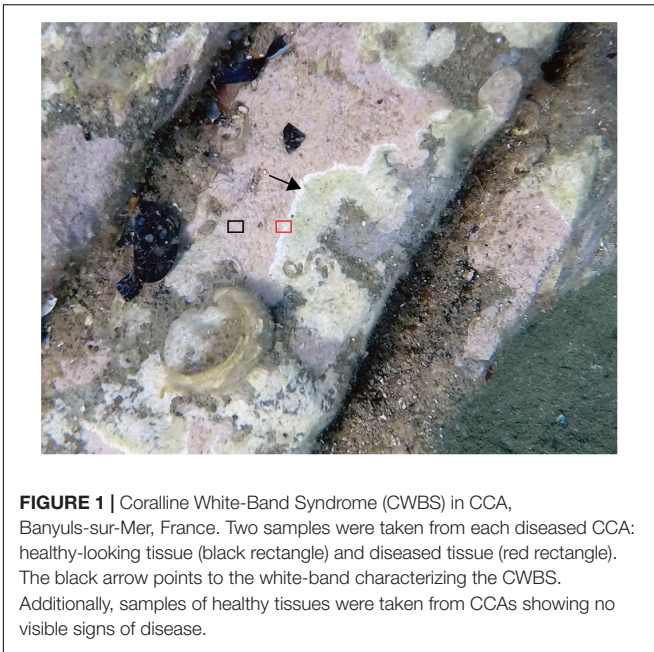 FIGURE 1 | Coralline White-Band Syndrome (CWBS) in CCA,
Banyuls-sur-Mer, France. Two samples were taken from each diseased CCA:
healthy-looking tissue (black rectangle) and diseased tissue (red rectangle).
The black arrow points to the white-band characterizing the CWBS.
Additionally, samples of healthy tissues were taken from CCAs showing no
visible signs of disease.